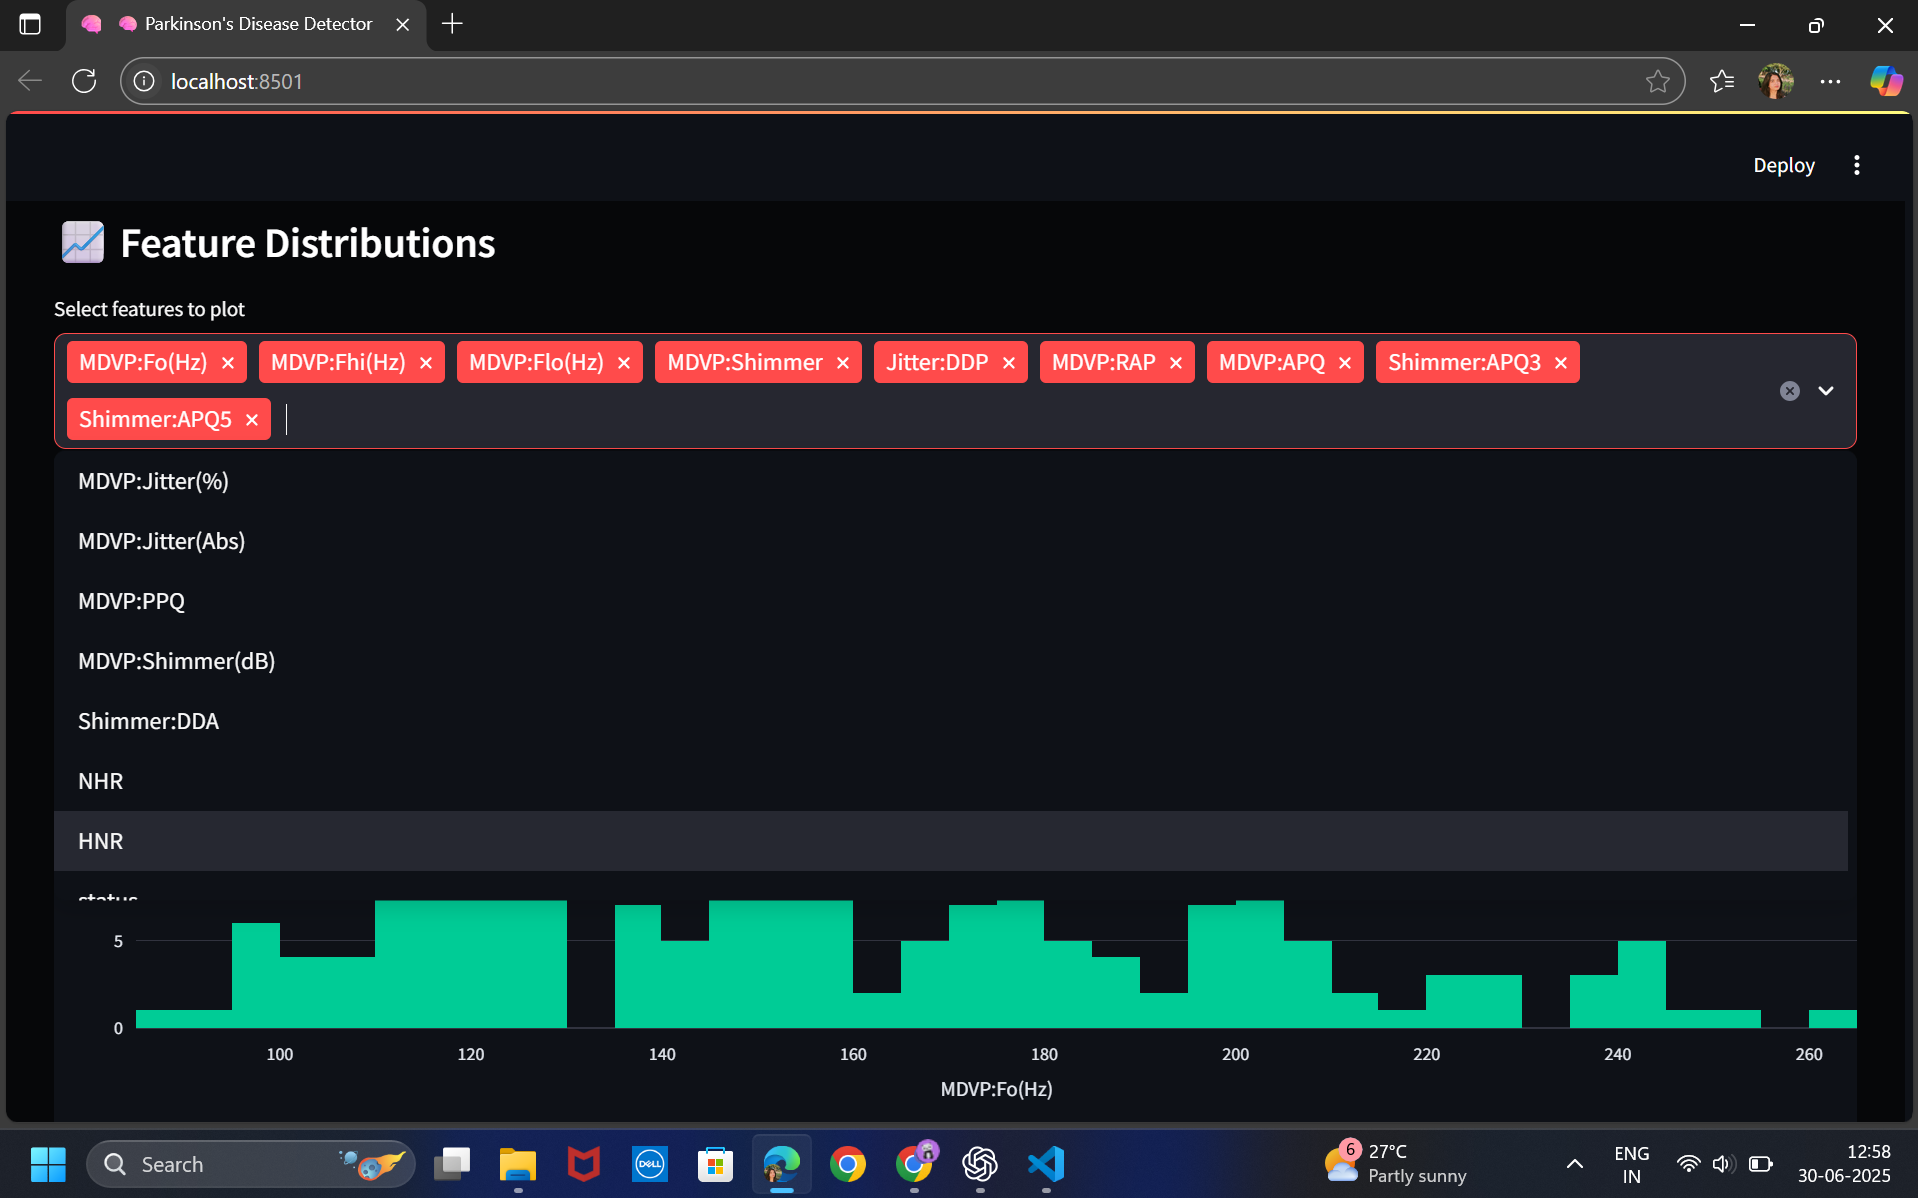 Parkinson's Disease Detector
localhost:8501
Deploy
Feature Distributions
Select features to plot
MDVP:Fo(Hz) MDVP:Fhi(Hz) MDVP:Flo(Hz) MDVP:Shimmer Jitter:DDP MDVP:RAP MDVP:APQ Shimmer:APQ3
Shimmer:APQ5
MDVP:Jitter(%)
MDVP:Jitter(Abs)
MDVP:PPQ
MDVP:Shimmer(dB)
Shimmer:DDA
NHR
HNR
status
5
0
100 120 140 160 180 200 220 240 260
MDVP:Fo(Hz)
Search
DELL
6
27°C
Partly sunny
ENG
IN
12:58
30-06-2025